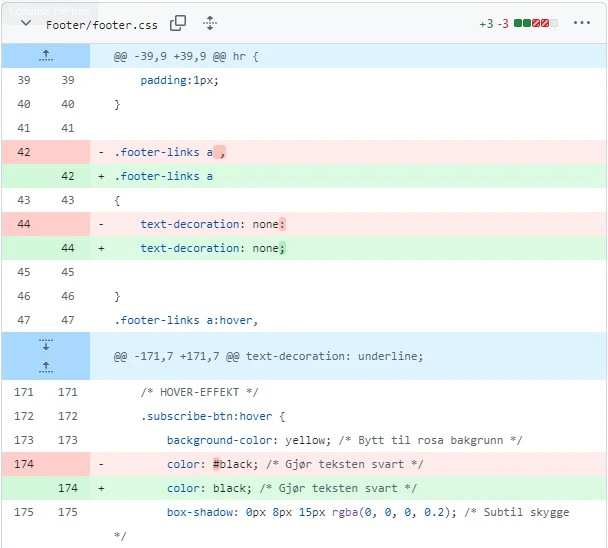 Footer/footer.css +3 -3
@@ -39,9 +39,9 @@ hr {
39 39 padding:1px;
40 40 }
41 41
42 - .footer-links a ,
42 + .footer-links a
43 43 {
44 - text-decoration: none:
44 + text-decoration: none;
45 45
46 46 }
47 47 .footer-links a:hover,
@@ -171,7 +171,7 @@ text-decoration: underline;
171 171 /* HOVER-EFFEKT */
172 172 .subscribe-btn:hover {
173 173 background-color: yellow; /* Bytt til rosa bakgrunn */
174 - color: #black; /* Gjør teksten svart */
174 + color: black; /* Gjør teksten svart */
175 175 box-shadow: 0px 8px 15px rgba(0, 0, 0, 0.2); /* Subtil skygge
*/